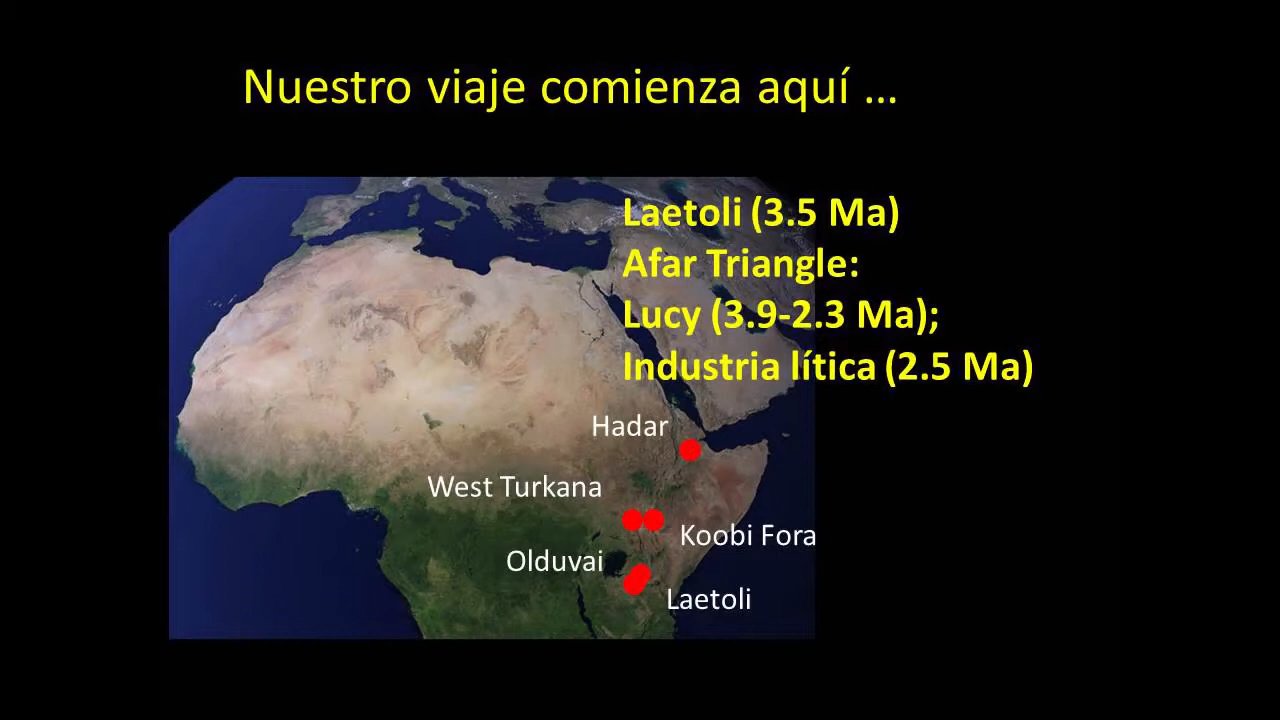 Nuestro viaje comienza aquí ...
Laetoli (3.5 Ma)
Afar Triangle:
Lucy (3.9-2.3 Ma);
Industria lítica (2.5 Ma)
Hadar
West Turkana
Koobi Fora
Olduvai
Laetoli